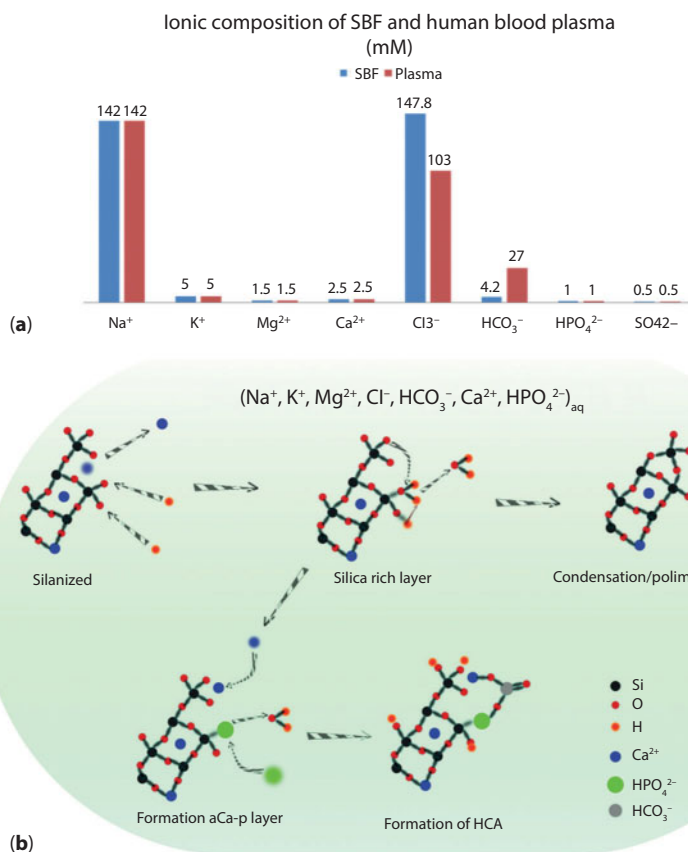 Ionic composition of SBF and human blood plasma
(mM)
SBF Plasma
142 142
5 5
1.5 1.5
2.5 2.5
147.8
103
4.2
27
1 1
0.5 0.5
(a)
Na⁺ K⁺ Mg²⁺ Ca²⁺ Cl3⁻ HCO₃⁻ HPO₄²⁻ SO42−
(Na⁺, K⁺, Mg²⁺, Cl⁻, HCO₃⁻, Ca²⁺, HPO₄²⁻)aq
Silanized
Silica rich layer
Condensation/polim
Formation aCa-p layer
Formation of HCA
Si
O
H
Ca²⁺
HPO₄²⁻
HCO₃⁻
(b)